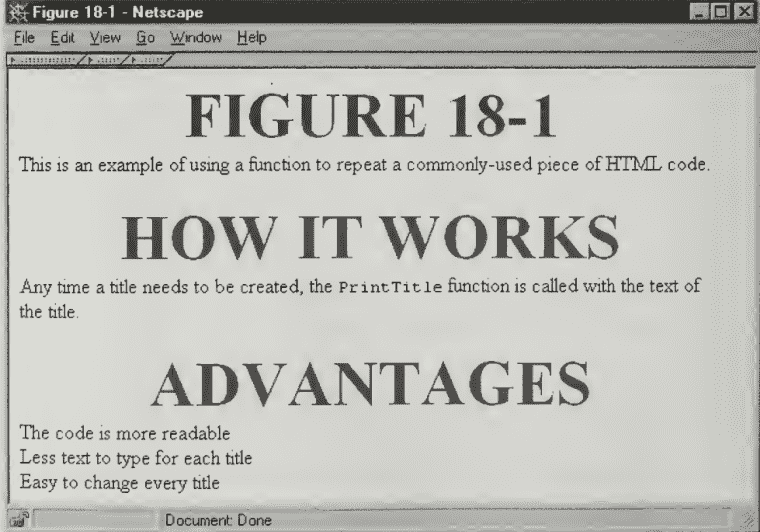 Figure 18-1 - Netscape
File Edit View Go Window Help
FIGURE 18-1
This is an example of using a function to repeat a commonly-used piece of HTML code.
HOW IT WORKS
Any time a title needs to be created, the PrintTitle function is called with the text of
the title.
ADVANTAGES
The code is more readable
Less text to type for each title
Easy to change every title
Document: Done